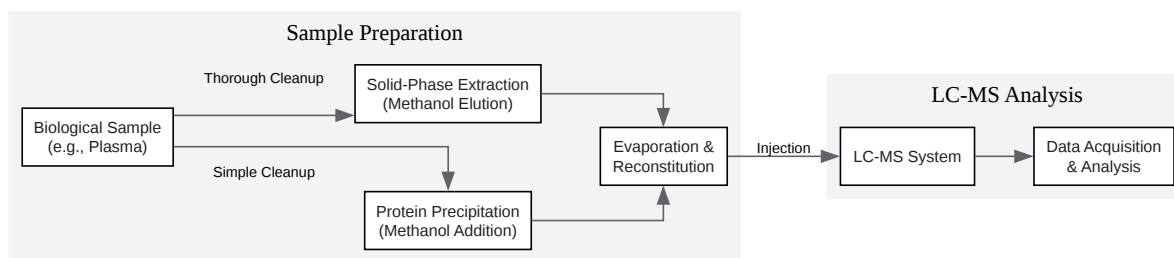 Sample Preparation
Thorough Cleanup
Solid-Phase Extraction
(Methanol Elution)
Biological Sample
(e.g., Plasma)
Simple Cleanup
Protein Precipitation
(Methanol Addition)
Evaporation &
Reconstitution
Injection
LC-MS Analysis
LC-MS System
Data Acquisition
& Analysis